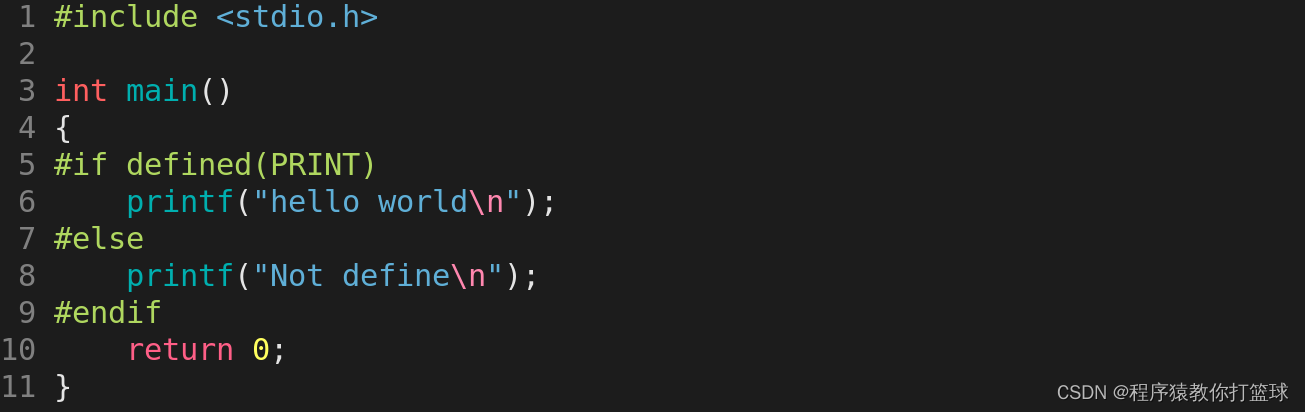 1 #include <stdio.h>
2
3 int main()
4 {
5 #if defined(PRINT)
6     printf("hello world\n");
7 #else
8     printf("Not define\n");
9 #endif
10     return 0;
11 }
CSDN @程序猿教你打篮球